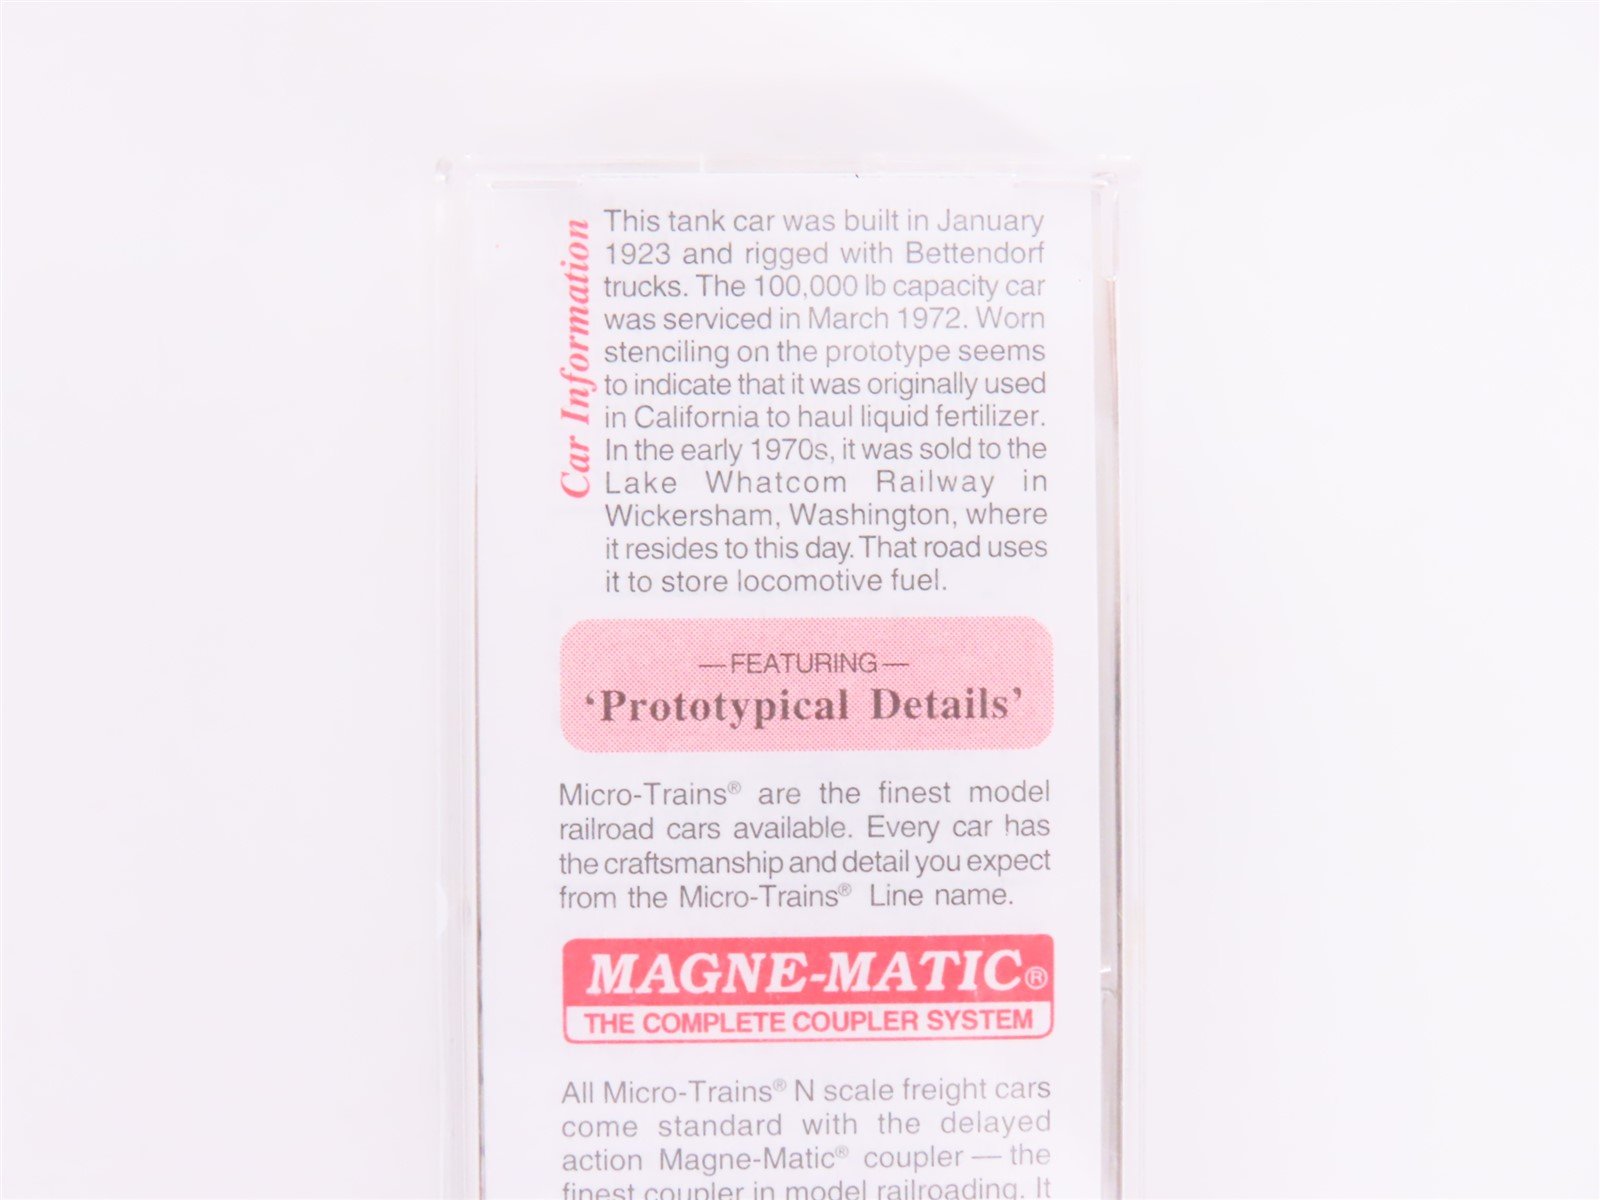 Car Information
This tank car was built in January
1923 and rigged with Bettendorf
trucks. The 100,000 lb capacity car
was serviced in March 1972. Worn
stenciling on the prototype seems
to indicate that it was originally used
in California to haul liquid fertilizer.
In the early 1970s, it was sold to the
Lake Whatcom Railway in
Wickersham, Washington, where
it resides to this day. That road uses
it to store locomotive fuel.
—FEATURING—
‘Prototypical Details’
Micro-Trains® are the finest model
railroad cars available. Every car has
the craftsmanship and detail you expect
from the Micro-Trains® Line name.
MAGNE-MATIC®
THE COMPLETE COUPLER SYSTEM
All Micro-Trains® N scale freight cars
come standard with the delayed
action Magne-Matic® coupler — the
finest coupler in model railroading. It